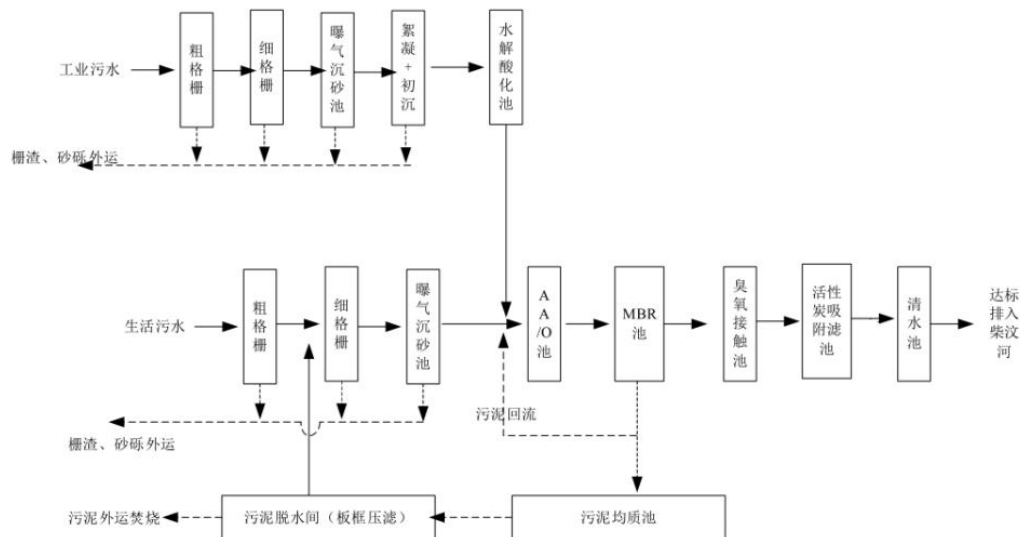 工业污水
粗格栅
细格栅
曝气沉砂池
絮凝+初沉
水解酸化池
栅渣、砂砾外运
生活污水
粗格栅
细格栅
曝气沉砂池
AA/O池
MBR
池
臭氧接触池
活性
炭吸
附滤
池
清水池
达标
排入
柴汶
河
污泥回流
栅渣、砂砾外运
污泥外运焚烧
污泥脱水间（板框压滤）
污泥均质池